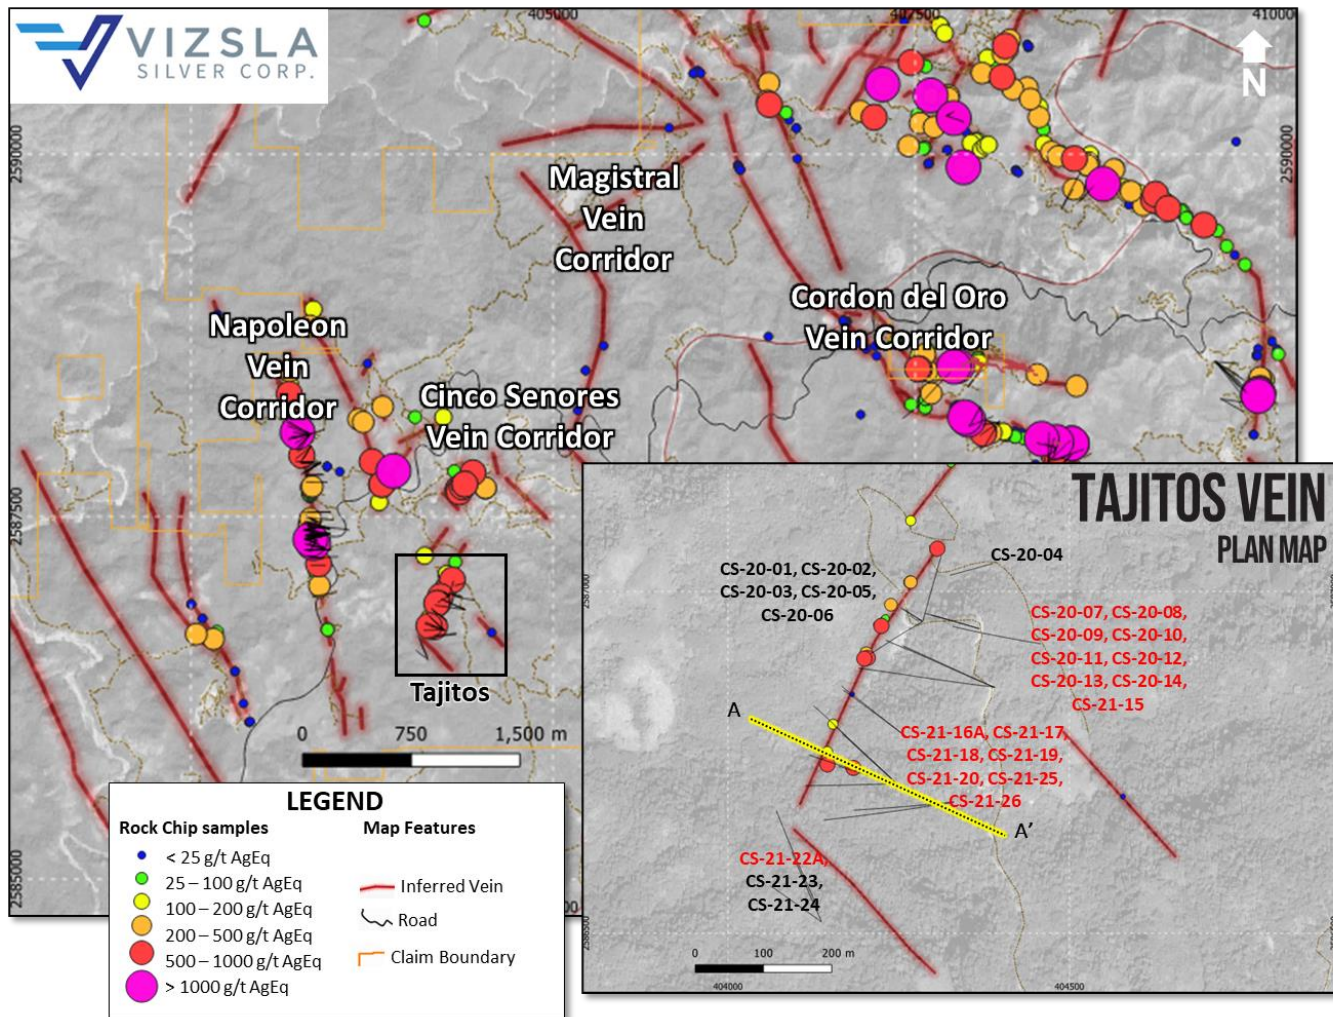 VIZSLA
SILVER CORP.
405000
407500
410000
N
2590000
2590000
Magistral
Vein
Corridor
Cordon del Oro
Vein Corridor
Napoleon
Vein
Corridor
Cinco Senores
Vein Corridor
2587500
Tajitos
0 750 1,500 m
2585000
LEGEND
Rock Chip samples
< 25 g/t AgEq
25 – 100 g/t AgEq
100 – 200 g/t AgEq
200 – 500 g/t AgEq
500 – 1000 g/t AgEq
> 1000 g/t AgEq
Map Features
Inferred Vein
Road
Claim Boundary
TAJITOS VEIN
PLAN MAP
CS-20-04
CS-20-01, CS-20-02,
CS-20-03, CS-20-05,
CS-20-06
2587000
CS-20-07, CS-20-08,
CS-20-09, CS-20-10,
CS-20-11, CS-20-12,
CS-20-13, CS-20-14,
CS-21-15
A
CS-21-16A, CS-21-17,
CS-21-18, CS-21-19,
CS-21-20, CS-21-25,
CS-21-26
A'
CS-21-22A,
CS-21-23,
CS-21-24
0 100 200 m
404000
404500